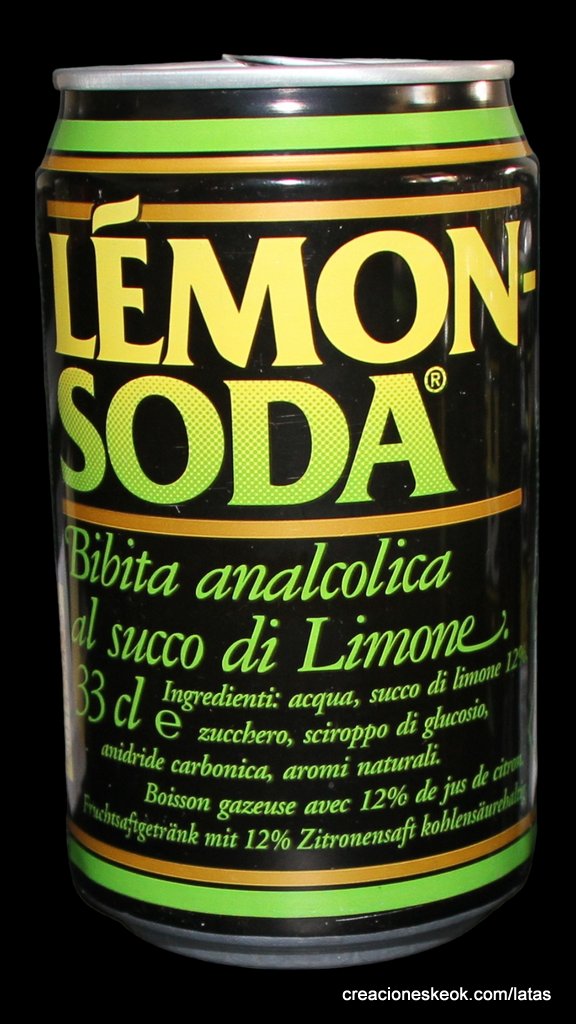 LÉMON-
SODA®
Bibita analcolica
al succo di Limone.
33 cl e
Ingredienti: acqua, succo di limone 12%
zucchero, sciroppo di glucosio,
anidride carbonica, aromi naturali.
Boisson gazeuse avec 12% de jus de citron.
Fruchtsaftgetränk mit 12% Zitronensaft
creacioneskeok.com/latas